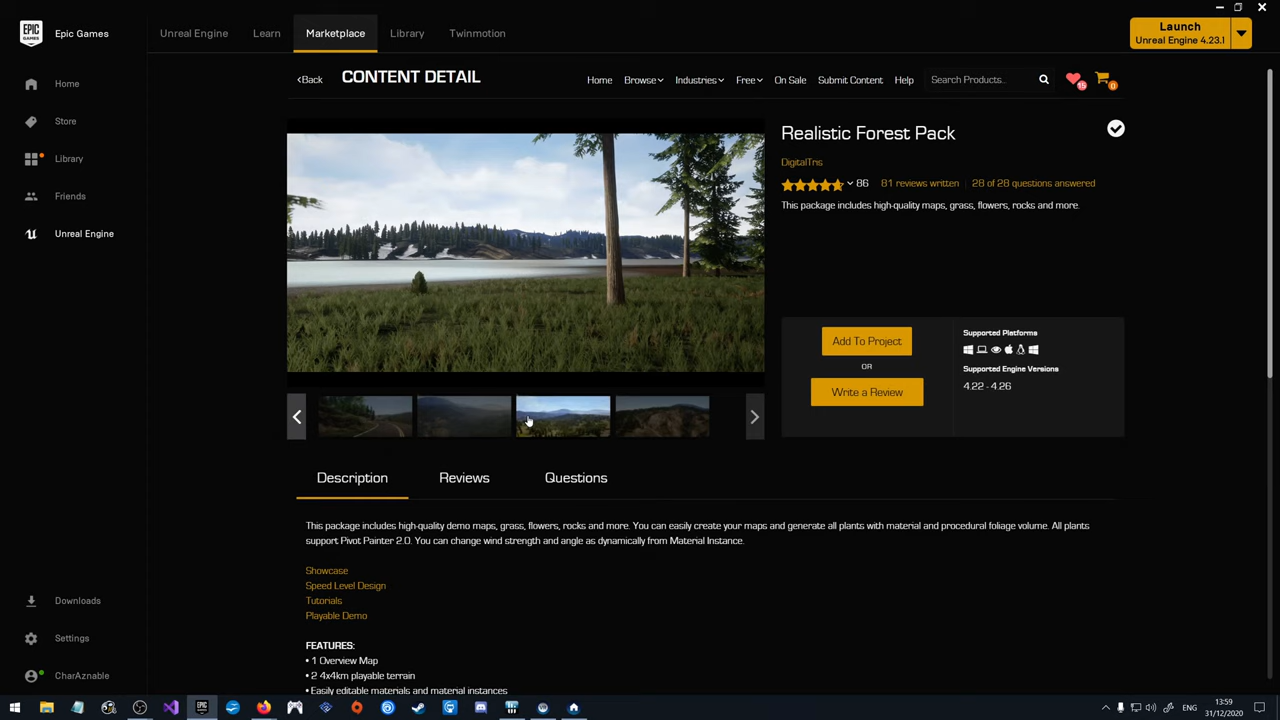 EPIC GAMES
Epic Games
Unreal Engine
Learn
Marketplace
Library
Twinmotion
Launch
Unreal Engine 4.23.1
Home
Store
Library
Friends
Unreal Engine
Downloads
Settings
CharAznable
<Back
CONTENT DETAIL
Home
Browse
Industries
Free
On Sale
Submit Content
Help
Search Products...
15
0
Realistic Forest Pack
DigitalTris
86
81 reviews written
28 of 28 questions answered
This package includes high-quality maps, grass, flowers, rocks and more.
Add To Project
OR
Write a Review
Supported Platforms
Supported Engine Versions
4.22 - 4.26
Description
Reviews
Questions
This package includes high-quality demo maps, grass, flowers, rocks and more. You can easily create your maps and generate all plants with material and procedural foliage volume. All plants
support Pivot Painter 2.0. You can change wind strength and angle as dynamically from Material Instance.
Showcase
Speed Level Design
Tutorials
Playable Demo
FEATURES:
• 1 Overview Map
• 2 4x4km playable terrain
• Easily editable materials and material instances
ENG
13:59
31/12/2020